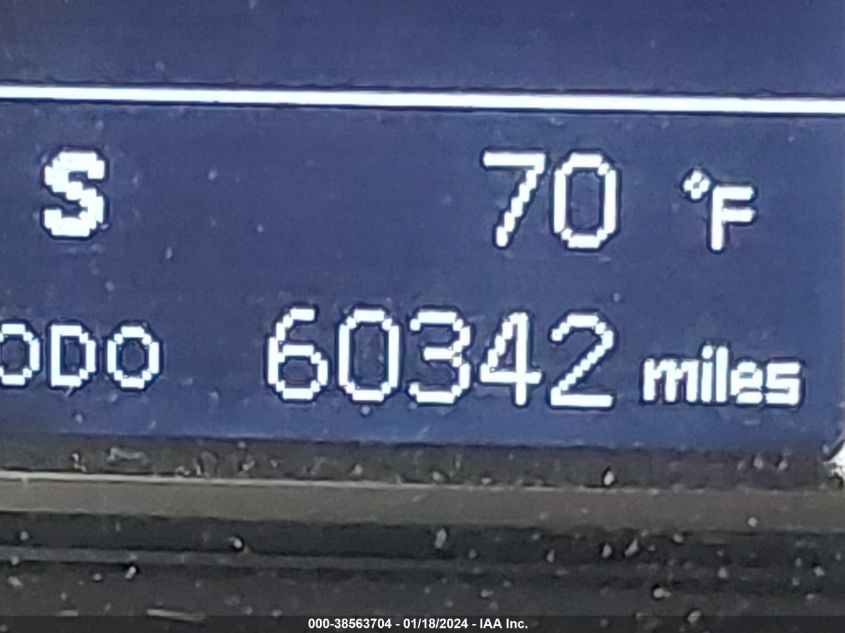 S 70 °F
ODO 60342 miles
000-38563704 - 01/18/2024 - IAA Inc.